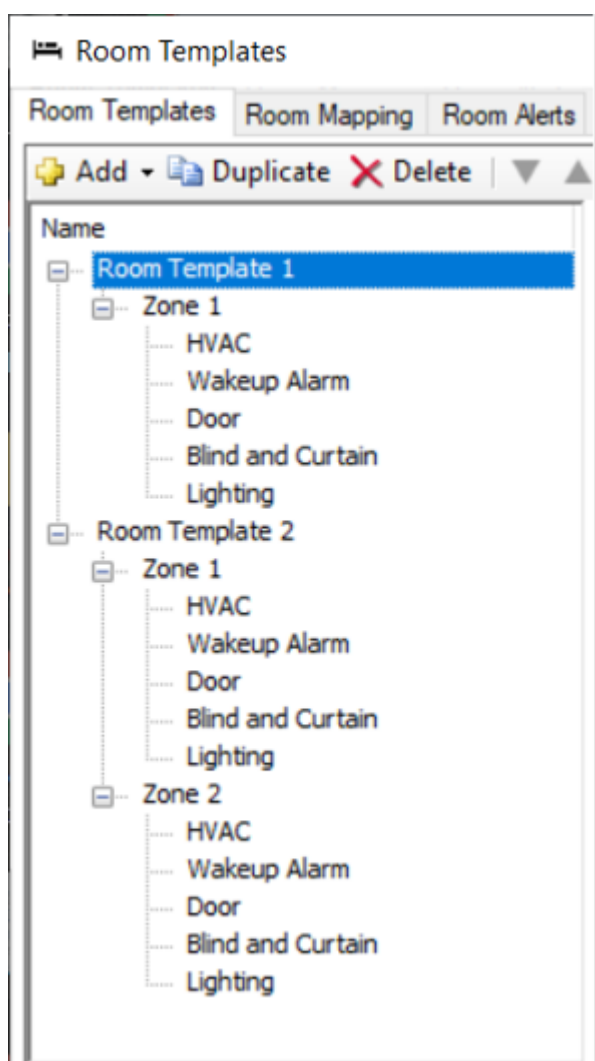 Room Templates
Room Templates Room Mapping Room Alerts
Add Duplicate Delete
Name
Room Template 1
Zone 1
HVAC
Wakeup Alarm
Door
Blind and Curtain
Lighting
Room Template 2
Zone 1
HVAC
Wakeup Alarm
Door
Blind and Curtain
Lighting
Zone 2
HVAC
Wakeup Alarm
Door
Blind and Curtain
Lighting